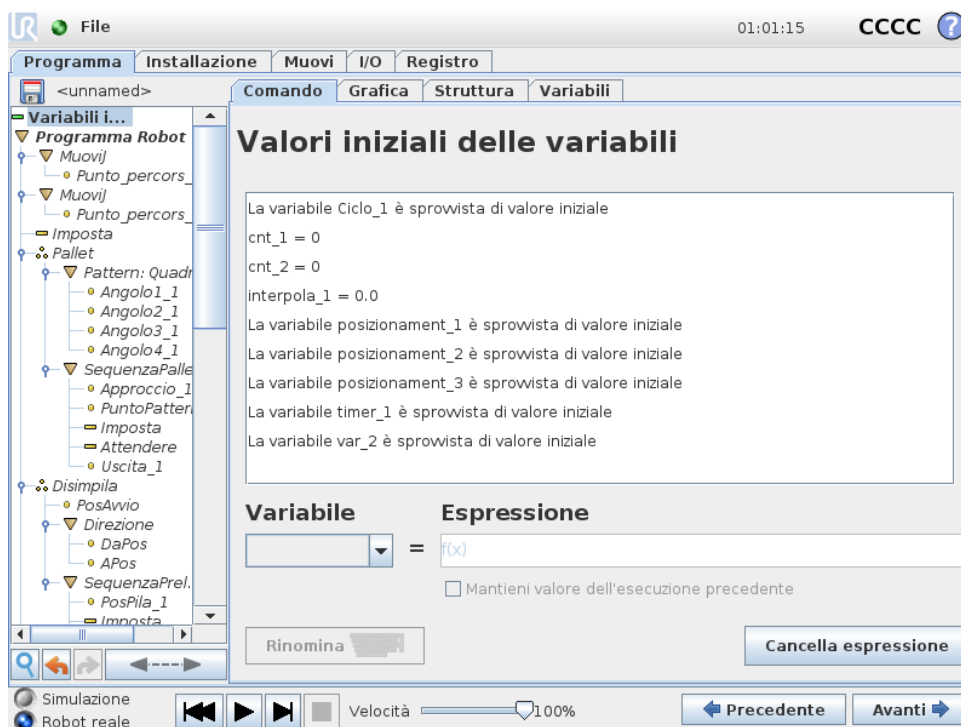 UR File 01:01:15 CCCC ?
Programma Installazione Muovi I/O Registro
<unnamed>
Comando Grafica Struttura Variabili
Variabili i...
Programma Robot
MuoviJ
Punto_percors_
MuoviJ
Punto_percors_
Imposta
Pallet
Pattern: Quadr
Angolo1_1
Angolo2_1
Angolo3_1
Angolo4_1
SequenzaPalle
Approccio_1
PuntoPatter
Imposta
Attendere
Uscita_1
Disimpila
PosAvvio
Direzione
DaPos
APos
SequenzaPrel.
PosPila_1
Imposta
Valori iniziali delle variabili
La variabile Ciclo_1 è sprovvista di valore iniziale
cnt_1 = 0
cnt_2 = 0
interpola_1 = 0.0
La variabile posizionament_1 è sprovvista di valore iniziale
La variabile posizionament_2 è sprovvista di valore iniziale
La variabile posizionament_3 è sprovvista di valore iniziale
La variabile timer_1 è sprovvista di valore iniziale
La variabile var_2 è sprovvista di valore iniziale
Variabile Espressione
= f(x)
Mantieni valore dell'esecuzione precedente
Rinomina Cancella espressione
Simulazione
Robot reale
Velocità 100% Precedente Avanti